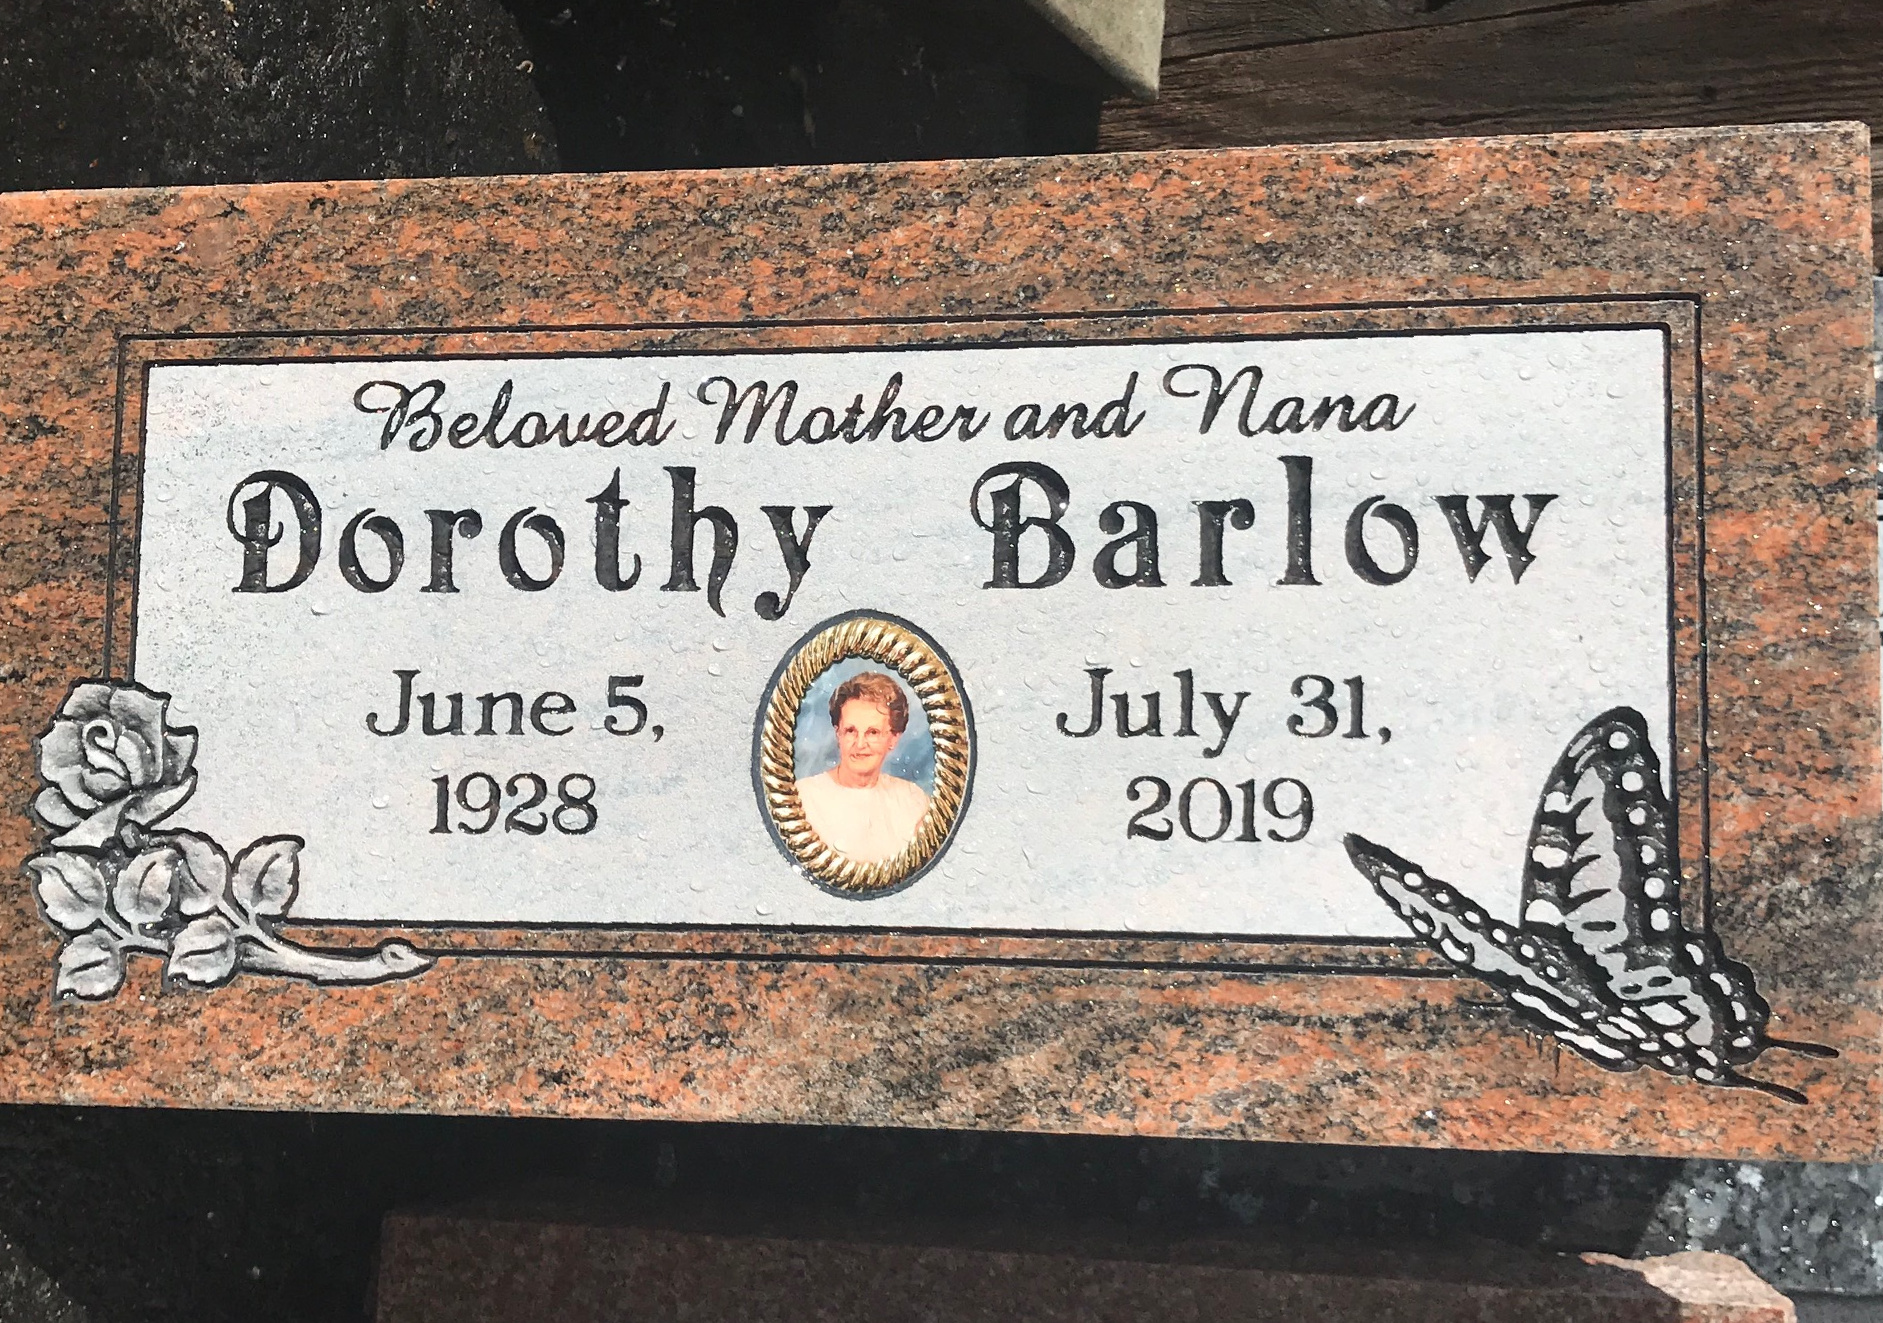 Beloved Mother and Nana
Dorothy Barlow
June 5, July 31,
1928 2019